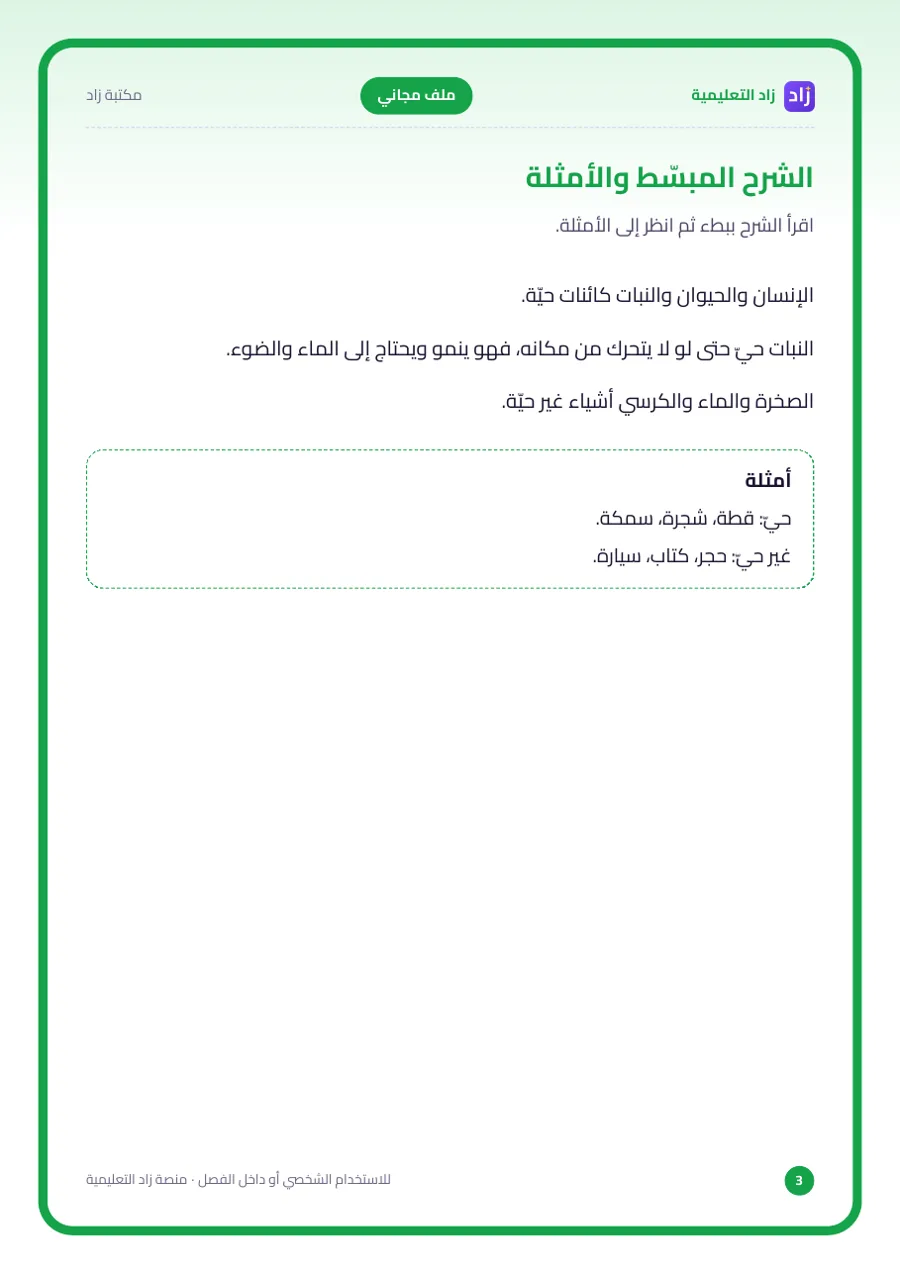 زاد
زاد التعليمية
ملف مجاني
مكتبة زاد
الشرح المبسّط والأمثلة
اقرأ الشرح ببطء ثم انظر إلى الأمثلة.
الإنسان والحيوان والنبات كائنات حيّة.
النبات حيّ حتى لو لا يتحرك من مكانه، فهو ينمو ويحتاج إلى الماء والضوء.
الصخرة والماء والكرسي أشياء غير حيّة.
أمثلة
حيّ: قطة، شجرة، سمكة.
غير حيّ: حجر، كتاب، سيارة.
3
للاستخدام الشخصي أو داخل الفصل · منصة زاد التعليمية